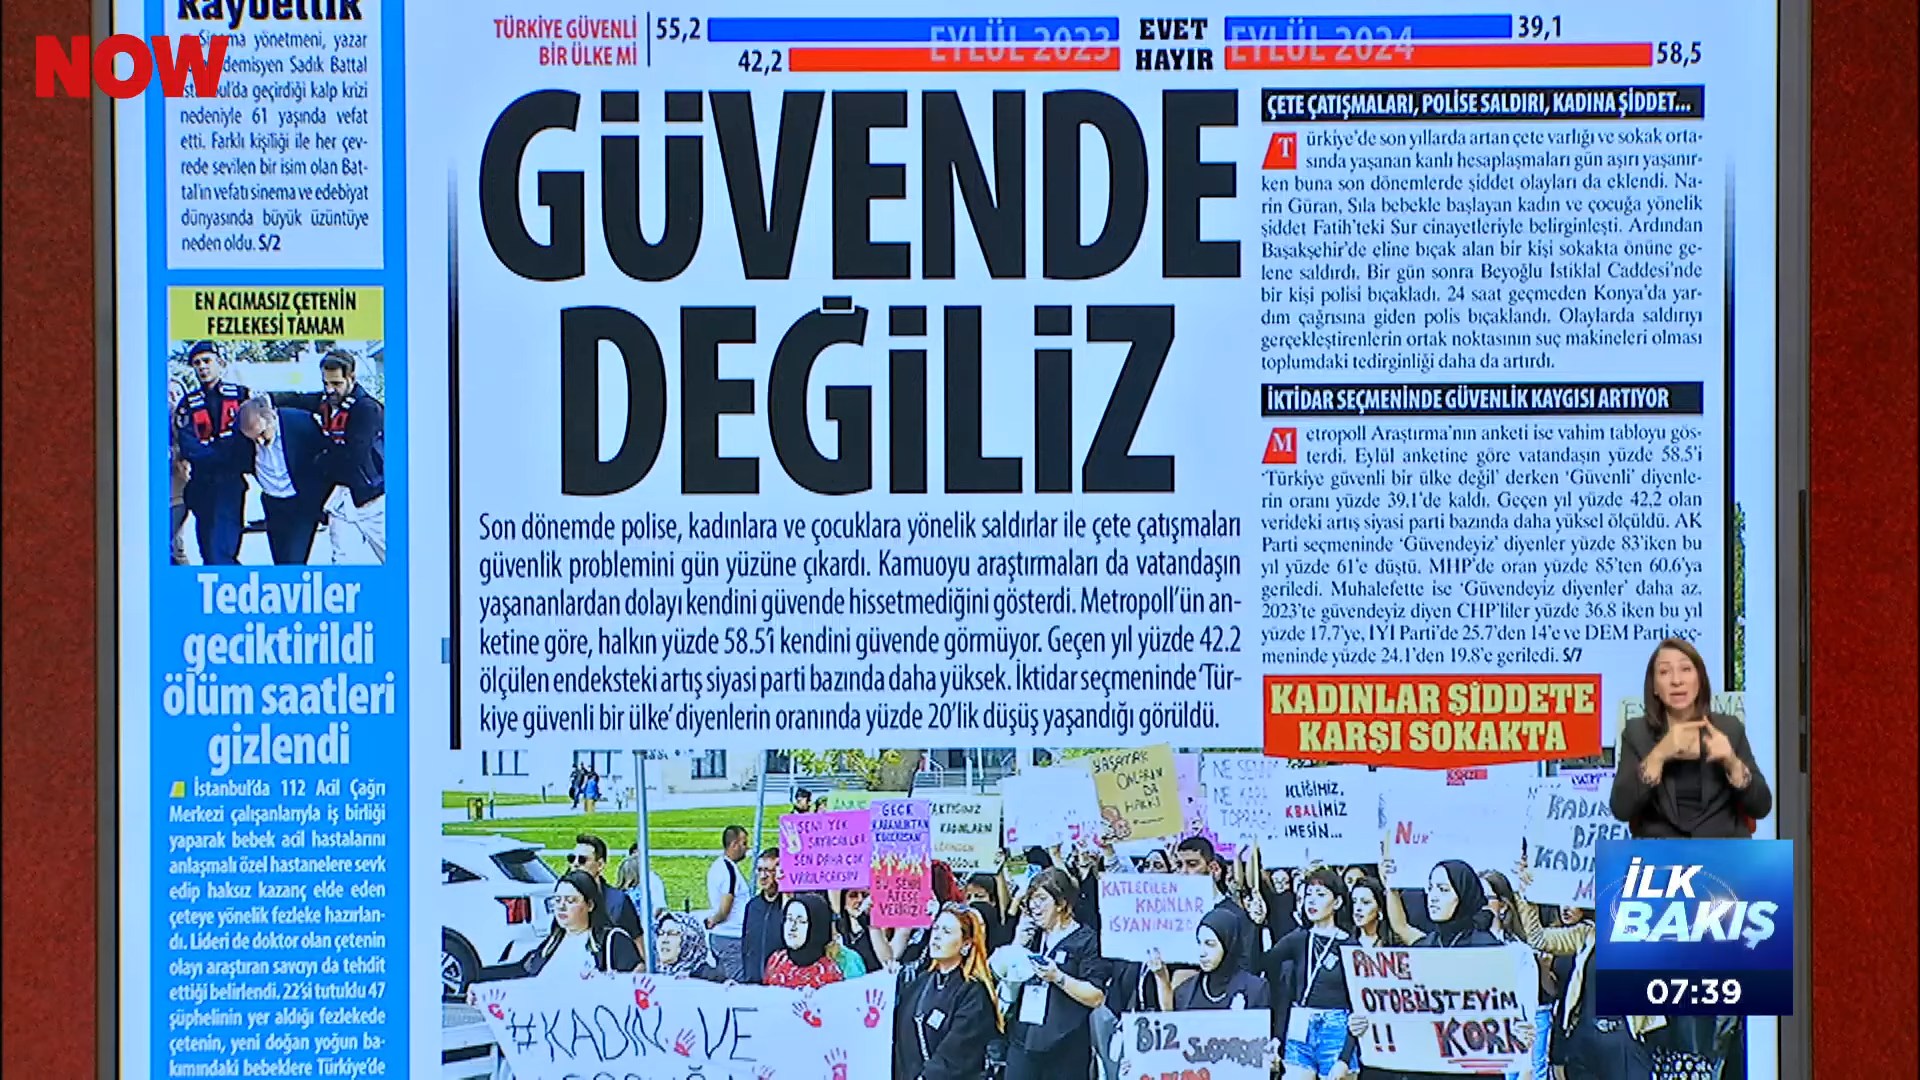 NOW
kaybettik
Sinema yönetmeni, yazar
demisyen Sadık Battal
İstanbul'da geçirdiği kalp krizi
nedeniyle 61 yaşında vefat
etti. Farklı kişiliği ile her çev-
rede sevilen bir isim olan Bat-
tal'ın vefatı sinema ve edebiyat
dünyasında büyük üzüntüye
neden oldu. S/2
EN ACIMASIZ ÇETENİN
FEZLEKESİ TAMAM
Tedaviler
geciktirildi
ölüm saatleri
gizlendi
İstanbul'da 112 Acil Çağrı
Merkezi çalışanlarıyla iş birliği
yaparak bebek acil hastalarını
anlaşmalı özel hastanelere sevk
edip haksız kazanç elde eden
çeteye yönelik fezleke hazırlan-
dı. Lideri de doktor olan çetenin
olayı araştıran savcıyı da tehdit
ettiği belirlendi. 22'si tutuklu 47
şüphelinin yer aldığı fezlekede
çetenin, yeni doğan yoğun ba-
kımındaki bebeklere Türkiye'de
TÜRKİYE GÜVENLİ
BİR ÜLKE Mİ
55,2
EYLÜL 2023
42,2
EVET
HAYIR
EYLÜL 2024
39,1
58,5
GÜVENDE
DEĞİLİZ
Son dönemde polise, kadınlara ve çocuklara yönelik saldırlar ile çete çatışmaları
güvenlik problemini gün yüzüne çıkardı. Kamuoyu araştırmaları da vatandaşın
yaşananlardan dolayı kendini güvende hissetmediğini gösterdi. Metropoll'ün an-
ketine göre, halkın yüzde 58.5'i kendini güvende görmüyor. Geçen yıl yüzde 42.2
ölçülen endeksteki artış siyasi parti bazında daha yüksek. İktidar seçmeninde 'Tür-
kiye güvenli bir ülke' diyenlerin oranında yüzde 20'lik düşüş yaşandığı görüldü.
ÇETE ÇATIŞMALARI, POLİSE SALDIRI, KADINA ŞİDDET...
Türkiye'de son yıllarda artan çete varlığı ve sokak orta-
sında yaşanan kanlı hesaplaşmaları gün aşırı yaşanır-
ken buna son dönemlerde şiddet olayları da eklendi. Na-
rin Güran, Sıla bebekle başlayan kadın ve çocuğa yönelik
şiddet Fatih'teki Sur cinayetleriyle belirginleşti. Ardından
Başakşehir'de eline bıçak alan bir kişi sokakta önüne ge-
lene saldırdı. Bir gün sonra Beyoğlu İstiklal Caddesi'nde
bir kişi polisi bıçakladı. 24 saat geçmeden Konya'da yar-
dım çağrısına giden polis bıçaklandı. Olaylarda saldırıyı
gerçekleştirenlerin ortak noktasının suç makineleri olması
toplumdaki tedirginliği daha da artırdı.
İKTİDAR SEÇMENİNDE GÜVENLİK KAYGISI ARTIYOR
Metropoll Araştırma'nın anketi ise vahim tabloyu gös-
terdi. Eylül anketine göre vatandaşın yüzde 58.5'i
'Türkiye güvenli bir ülke değil' derken 'Güvenli' diyenle-
rin oranı yüzde 39.1'de kaldı. Geçen yıl yüzde 42,2 olan
verideki artış siyasi parti bazında daha yüksek ölçüldü. AK
Parti seçmeninde 'Güvendeyiz' diyenler yüzde 83'iken bu
yıl yüzde 61'e düştü. MHP'de oran yüzde 85'ten 60.6'ya
geriledi. Muhalefette ise 'Güvendeyiz diyenler' daha az.
2023'te güvendeyiz diyen CHP'liler yüzde 36.8 iken bu yıl
yüzde 17.7'ye, İYİ Parti'de 25.7'den 14'e ve DEM Parti seç-
meninde yüzde 24.1'den 19.8'e geriledi. S/7
KADINLAR ŞİDDETE
KARŞI SOKAKTA
YAŞAMAK
ONLARIN
DA
HAKKI
SENİ YEK
SEN DAHA ÇOK
GECE
BU ŞEHRİ
ATEŞE
VERİRİZ
KADINLARIN
KATLEDİLEN
KADINLAR
İSYANIMIZ
ANNE
OTOBÜSTEYİM
!! KORK
#KADIN VE
BİZ
İLK
BAKIŞ
07:39